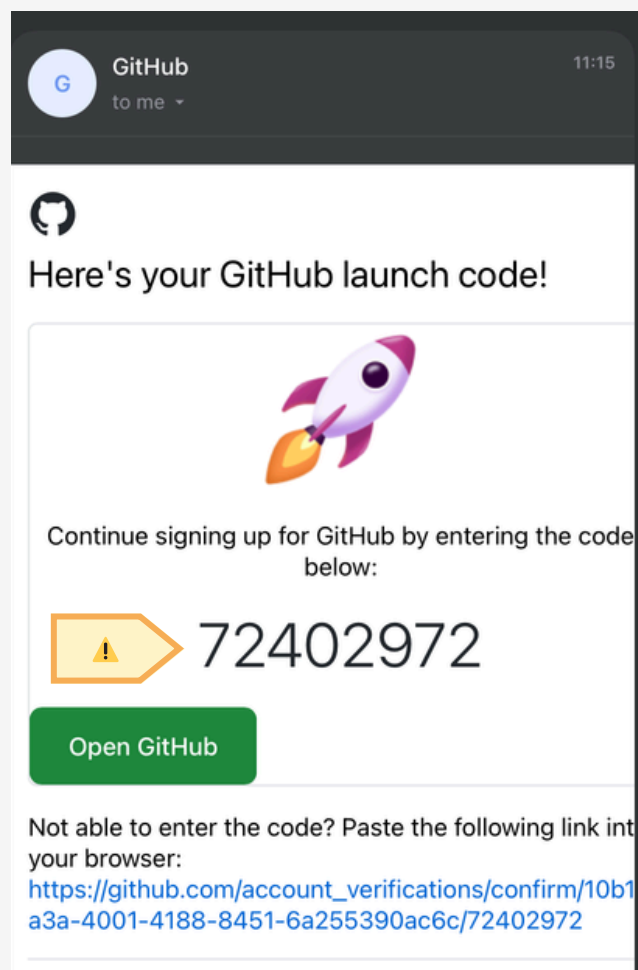 G
GitHub
11:15
to me
Here's your GitHub launch code!
Continue signing up for GitHub by entering the code
below:
72402972
Open GitHub
Not able to enter the code? Paste the following link int
your browser:
https://github.com/account_verifications/confirm/10b1
a3a-4001-4188-8451-6a255390ac6c/72402972